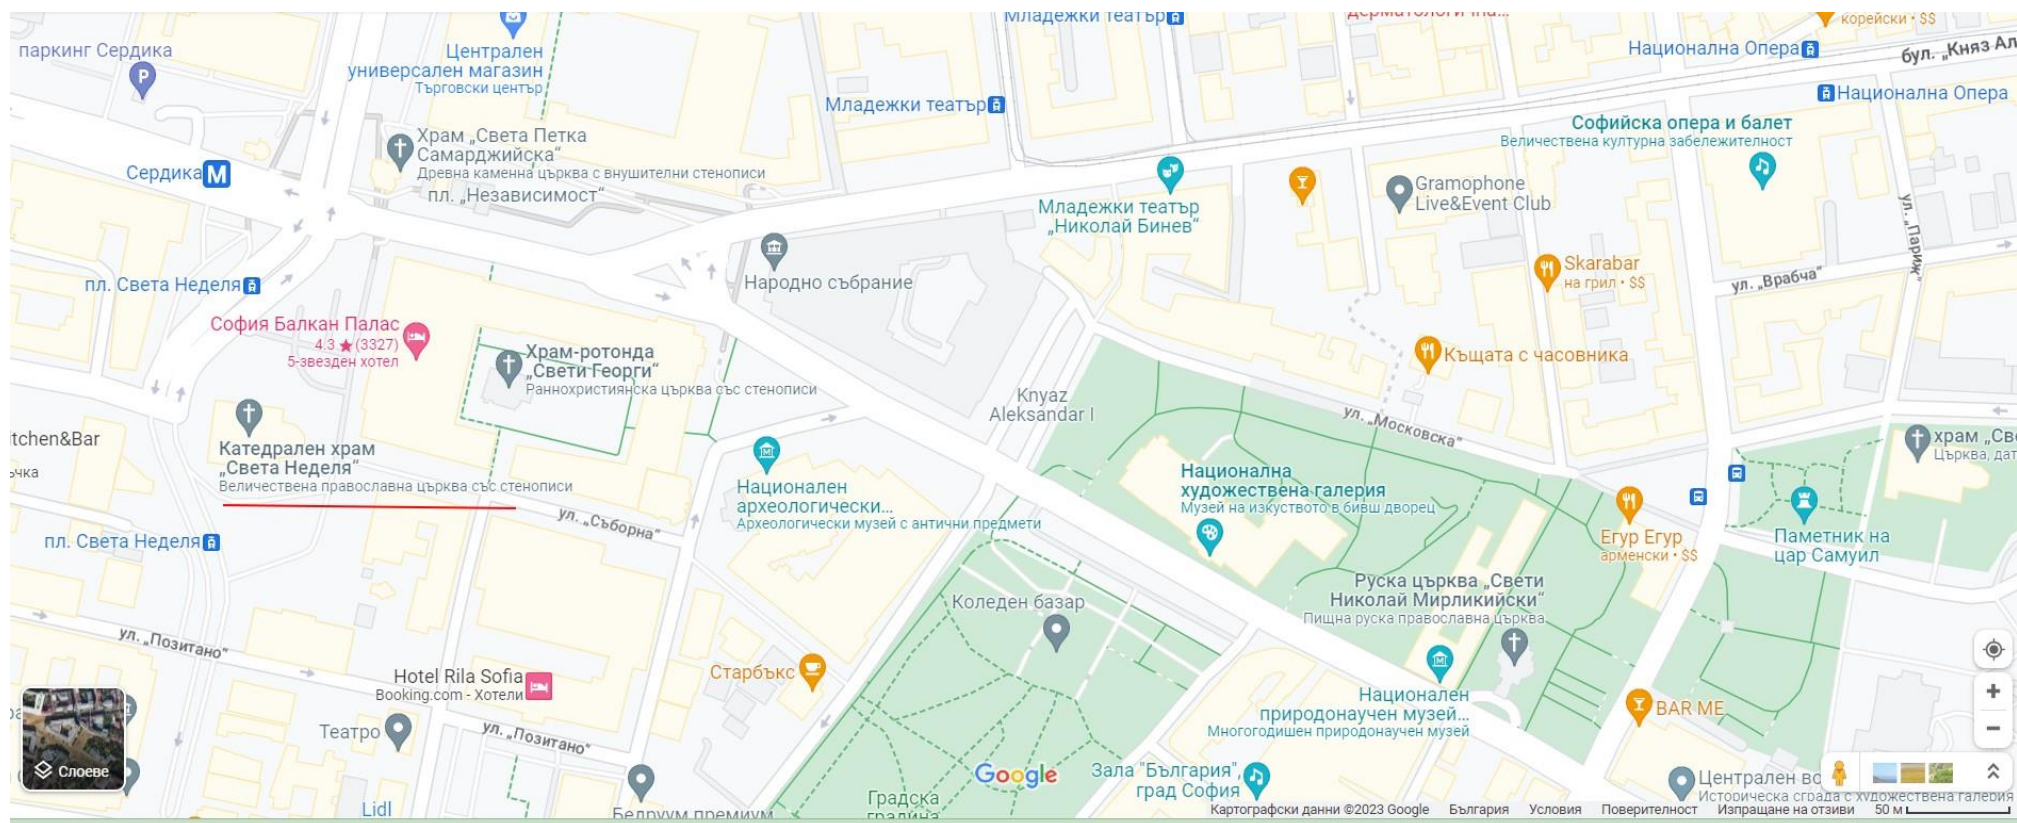 Младежки театър
корейски • $$
паркинг Сердика
P
Централен
универсален магазин
Търговски център
Национална Опера
бул. „Княз Ал
Младежки театър
Национална Опера
Храм „Света Петка
Самарджийска“
Древна каменна църква с внушителни стенописи
Софийска опера и балет
Величествена културна забележителност
Сердика
M
пл. „Независимост“
Gramophone
Live&Event Club
Младежки театър
„Николай Бинев“
ул. „Париж“
Народно събрание
пл. Света Неделя
Skarabar
на грил • $$
ул. „Врабча“
София Балкан Палас
4.3 ★ (3327)
5-звезден хотел
Храм-ротонда
„Свети Георги“
Раннохристиянска църква със стенописи
Къщата с часовника
Knyaz
Aleksandar I
ул. „Московска“
tchen&Bar
ъчка
Катедрален храм
„Света Неделя“
Величествена православна църква със стенописи
храм „Св
Църква, дат
Национален
археологически...
Археологически музей с антични предмети
Национална
художествена галерия
Музей на изкуството в бивш дворец
ул. „Съборна“
пл. Света Неделя
Егур Егур
арменски • $$
Паметник на
цар Самуил
Коледен базар
Руска църква „Свети
Николай Мирликийски“
Пищна руска православна църква
ул. „Позитано“
Hotel Rila Sofia
Booking.com - Хотели
Старбъкс
Национален
природонаучен музей...
Многогодишен природонаучен музей
BAR ME
Театро
ул. „Позитано“
Слоеве
Google
Зала "България",
град София
Градска
градина
Lidl
Белруум премиум
Централен во
Историческа сграда с художествена галерия
Картографски данни ©2023 Google България Условия Поверителност Изпращане на отзиви 50 м